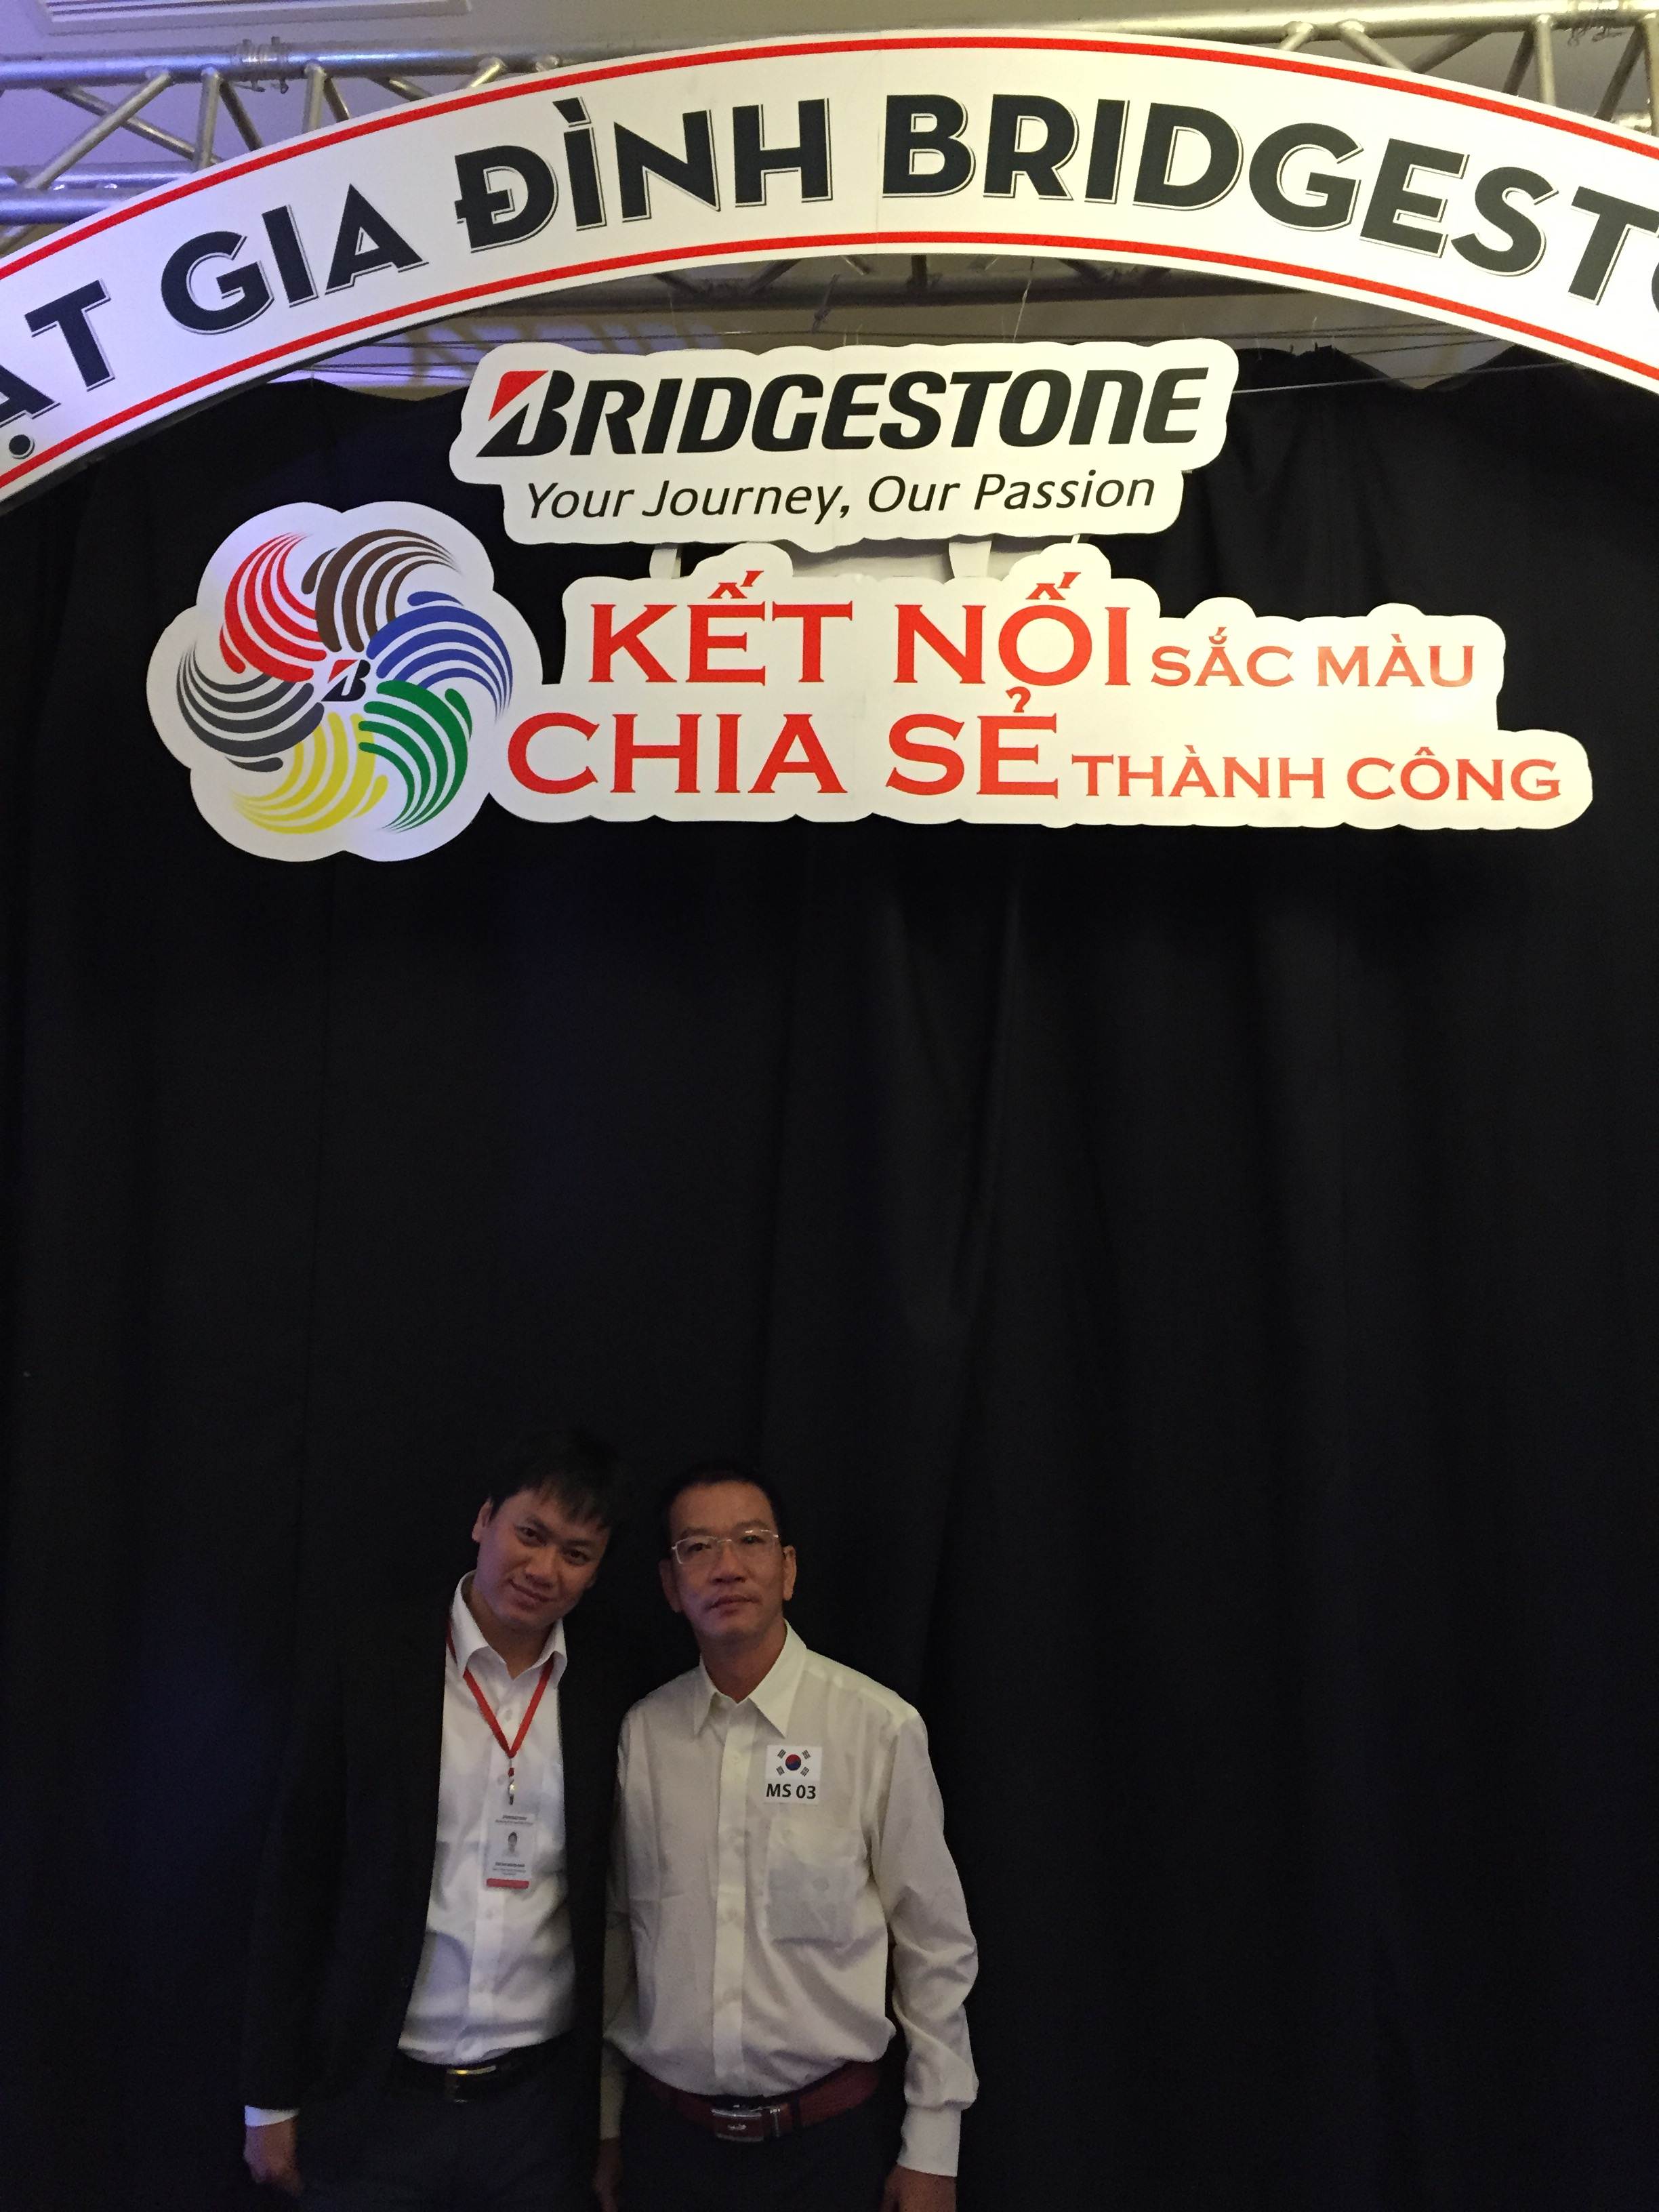 ẠT GIA ĐÌNH BRIDGEST
BRIDGESTONE
Your Journey, Our Passion
KẾT NỐI SẮC MÀU
CHIA SẺ THÀNH CÔNG
MS 03